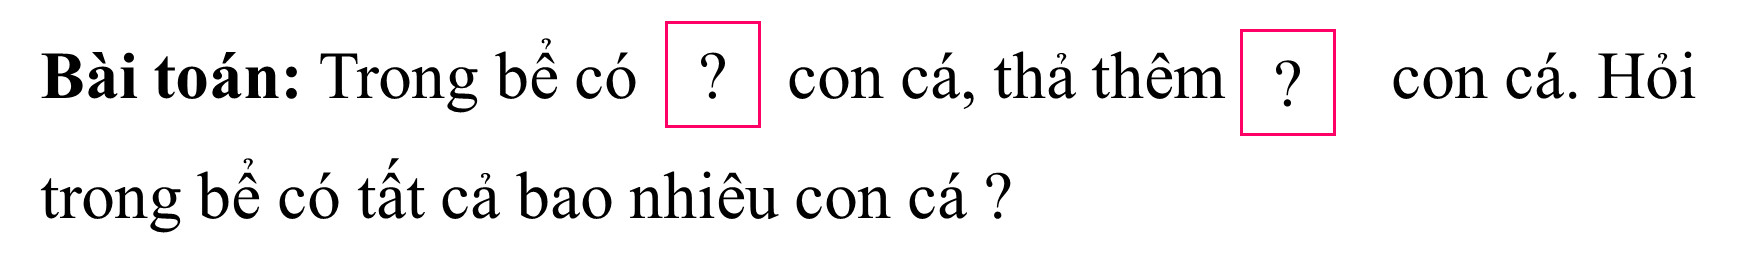 Bài toán: Trong bể có ? con cá, thả thêm ? con cá. Hỏi
trong bể có tất cả bao nhiêu con cá ?